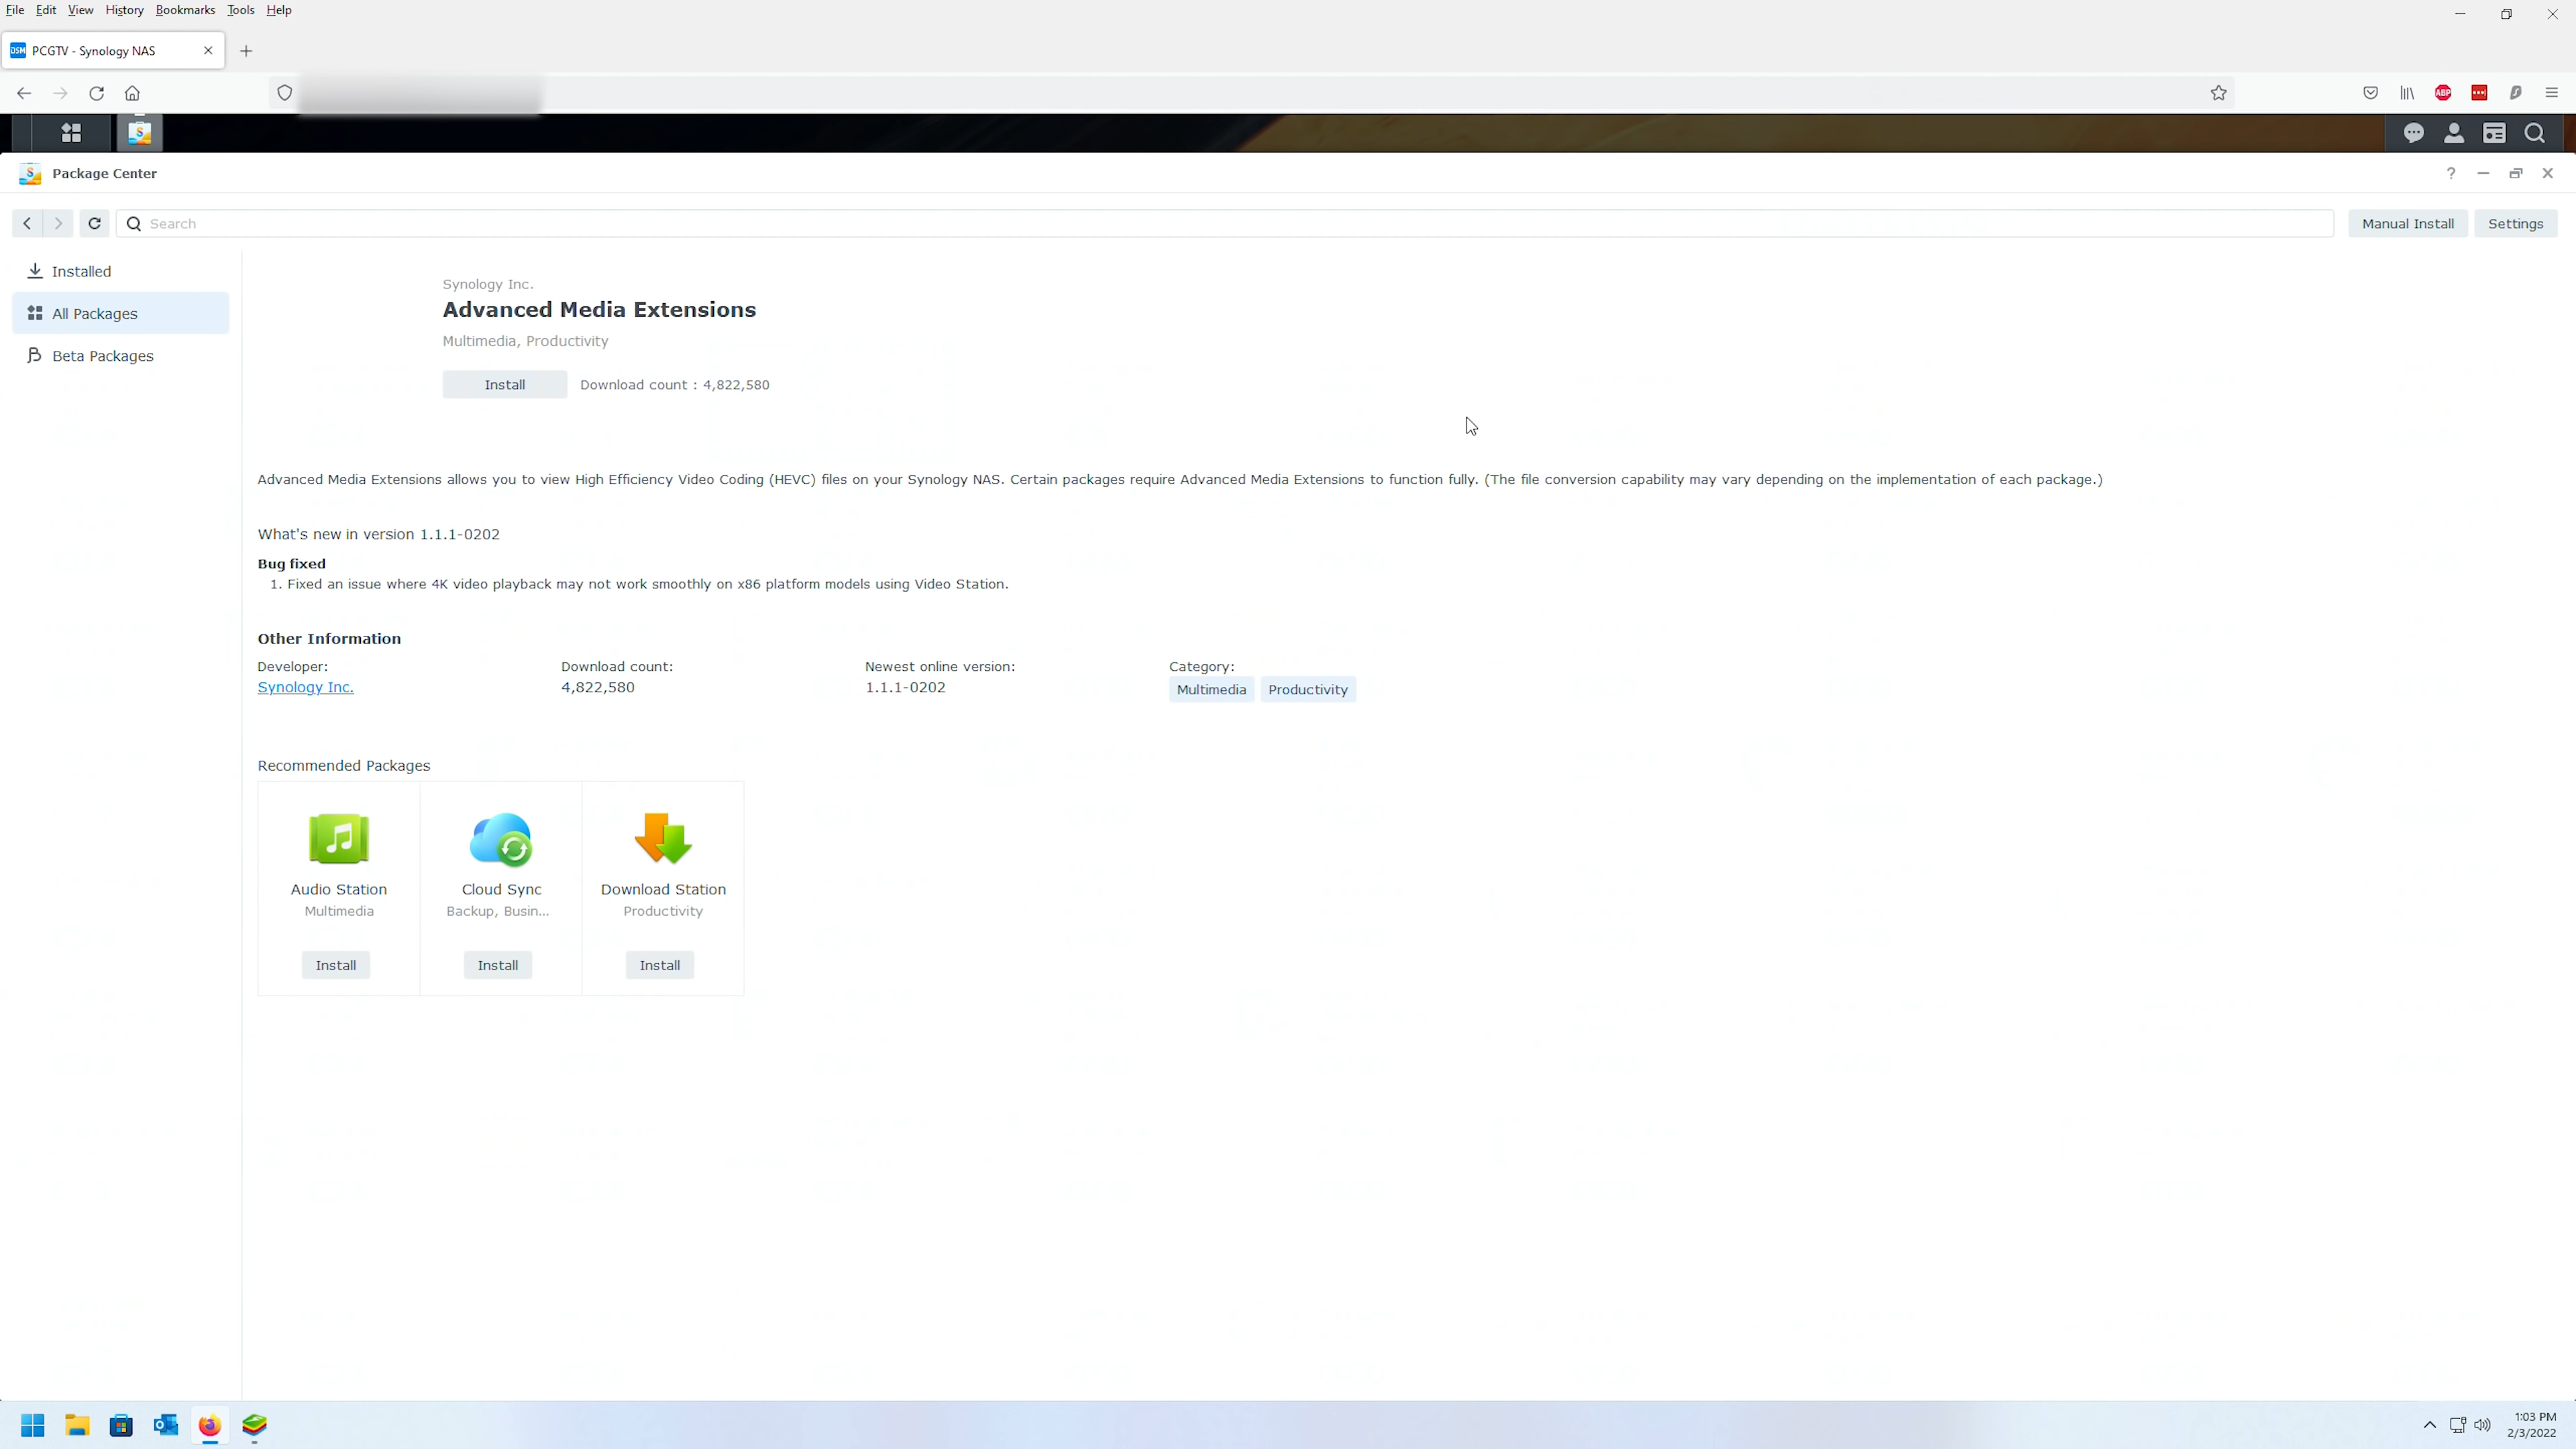 File Edit View History Bookmarks Tools Help
DSM PCGTV - Synology NAS
ABP
Package Center
Search
Manual Install Settings
Installed
All Packages
Beta Packages
Synology Inc.
Advanced Media Extensions
Multimedia, Productivity
Install Download count : 4,822,580
Advanced Media Extensions allows you to view High Efficiency Video Coding (HEVC) files on your Synology NAS. Certain packages require Advanced Media Extensions to function fully. (The file conversion capability may vary depending on the implementation of each package.)
What's new in version 1.1.1-0202
Bug fixed
1. Fixed an issue where 4K video playback may not work smoothly on x86 platform models using Video Station.
Other Information
Developer: Download count: Newest online version: Category:
Synology Inc. 4,822,580 1.1.1-0202 Multimedia Productivity
Recommended Packages
Audio Station Cloud Sync Download Station
Multimedia Backup, Busin... Productivity
Install Install Install
1:03 PM
2/3/2022